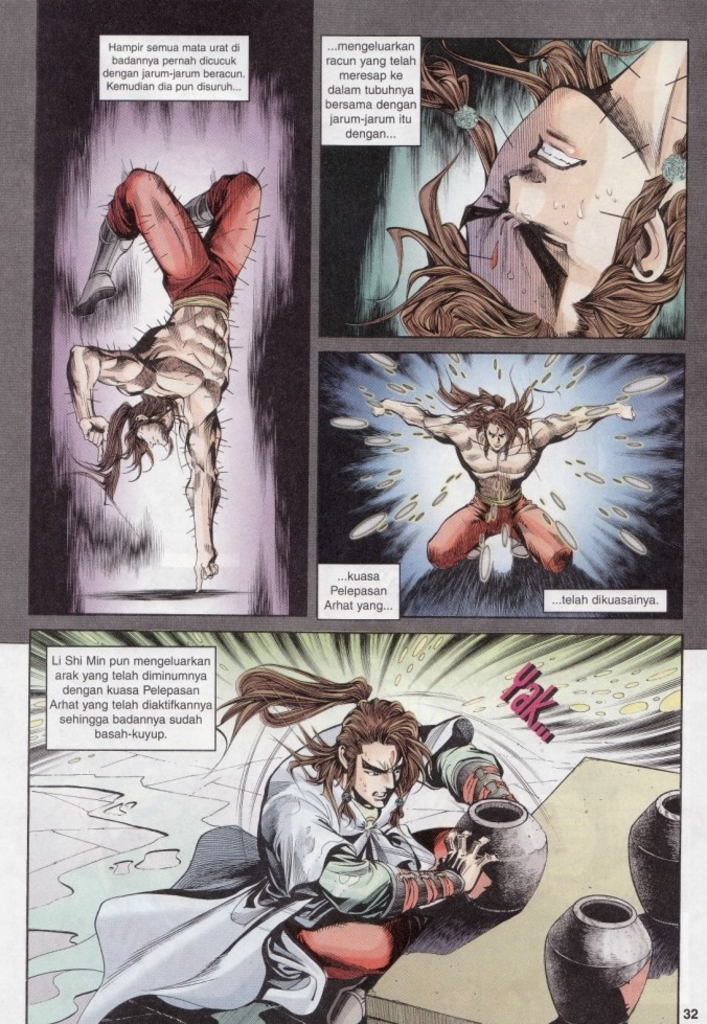 Hampir semua mata urat di
badannya pernah dicucuk
dengan jarum-jarum beracun.
Kemudian dia pun disuruh...
...mengeluarkan
racun yang telah
meresap ke
dalam tubuhnya
bersama dengan
jarum-jarum itu
dengan...
...kuasa
Pelepasan
Arhat yang...
...telah dikuasainya.
Li Shi Min pun mengeluarkan
arak yang telah diminumnya
dengan kuasa Pelepasan
Arhat yang telah diaktifkannya
sehingga badannya sudah
basah-kuyup.
Yak...
32